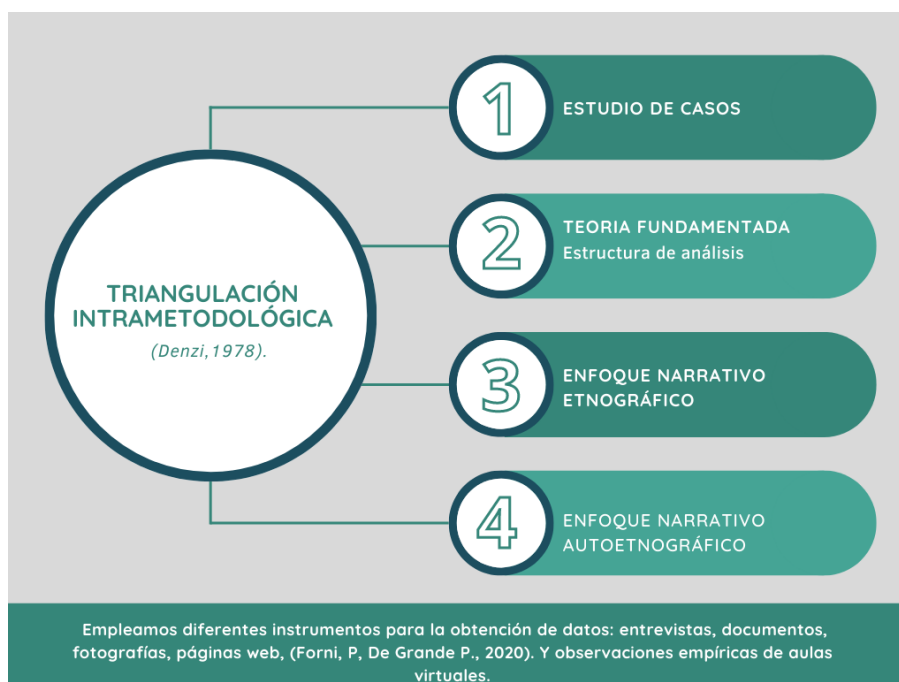 1
ESTUDIO DE CASOS
2
TEORIA FUNDAMENTADA
Estructura de análisis
TRIANGULACIÓN
INTRAMETODOLÓGICA
(Denzi,1978).
3
ENFOQUE NARRATIVO
ETNOGRÁFICO
4
ENFOQUE NARRATIVO
AUTOETNOGRÁFICO
Empleamos diferentes instrumentos para la obtención de datos: entrevistas, documentos,
fotografías, páginas web, (Forni, P, De Grande P., 2020). Y observaciones empíricas de aulas
virtuales.